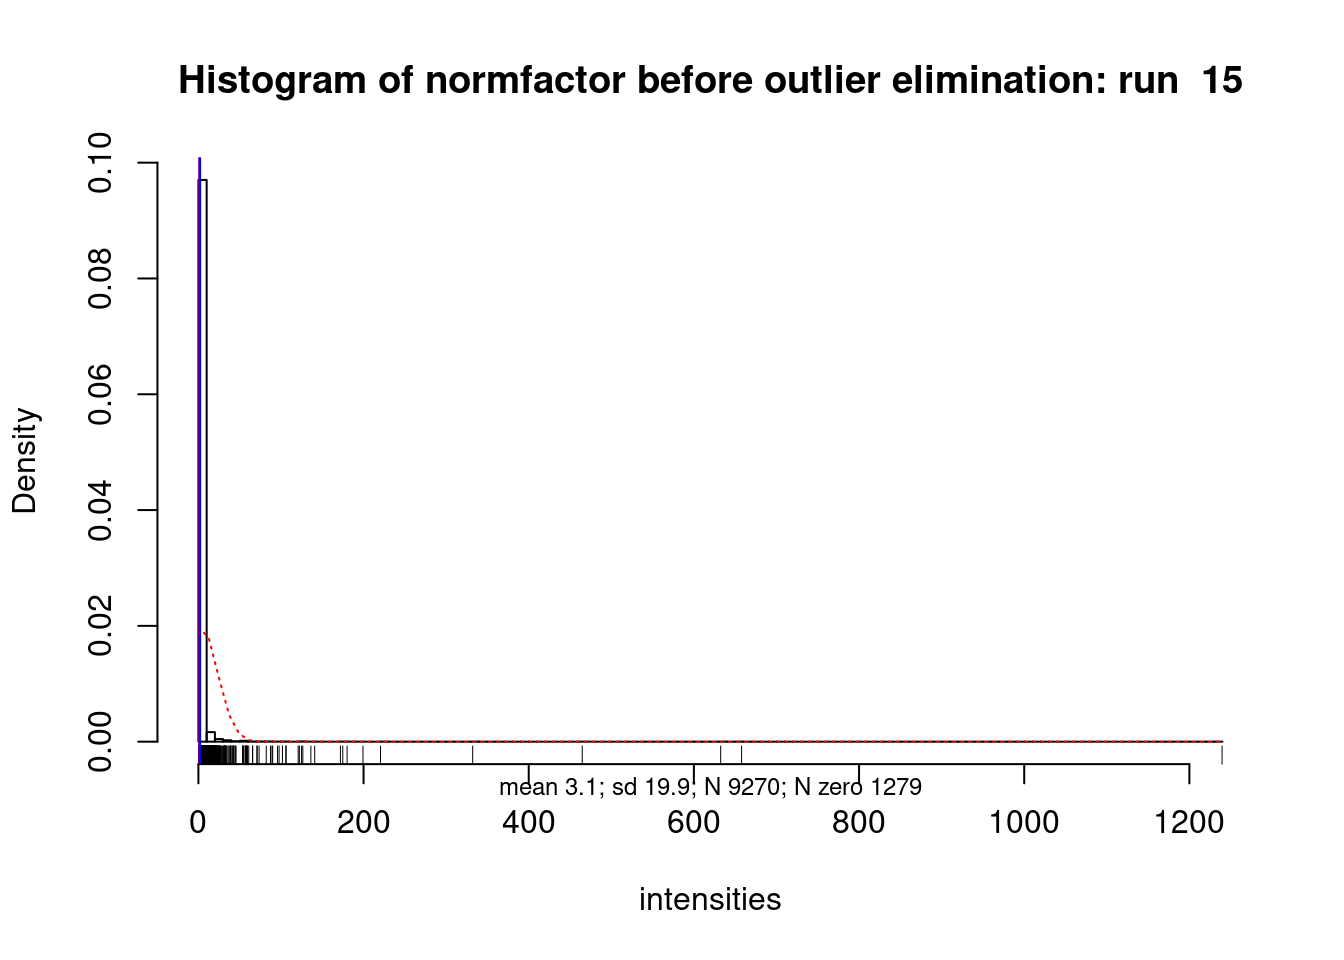 Histogram of normfactor before outlier elimination: run  15
Density
0.10
0.08
0.06
0.04
0.02
0.00
mean 3.1; sd 19.9; N 9270; N zero 1279
0 200 400 600 800 1000 1200
intensities